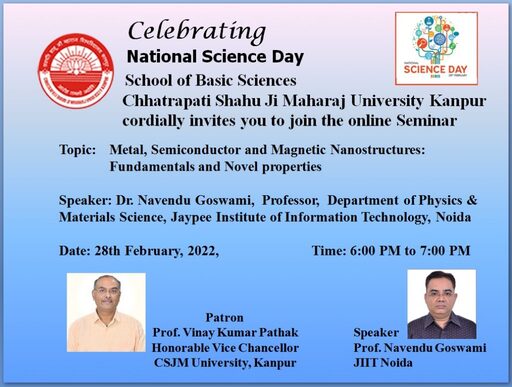 Celebrating
National Science Day
School of Basic Sciences
Chhatrapati Shahu Ji Maharaj University Kanpur
cordially invites you to join the online Seminar
NATIONAL
SCIENCE DAY
Topic: Metal, Semiconductor and Magnetic Nanostructures:
Fundamentals and Novel properties
Speaker: Dr. Navendu Goswami, Professor, Department of Physics &
Materials Science, Jaypee Institute of Information Technology, Noida
Date: 28th February, 2022, Time: 6:00 PM to 7:00 PM
Patron
Prof. Vinay Kumar Pathak
Honorable Vice Chancellor
CSJM University, Kanpur
Speaker
Prof. Navendu Goswami
JIIT Noida